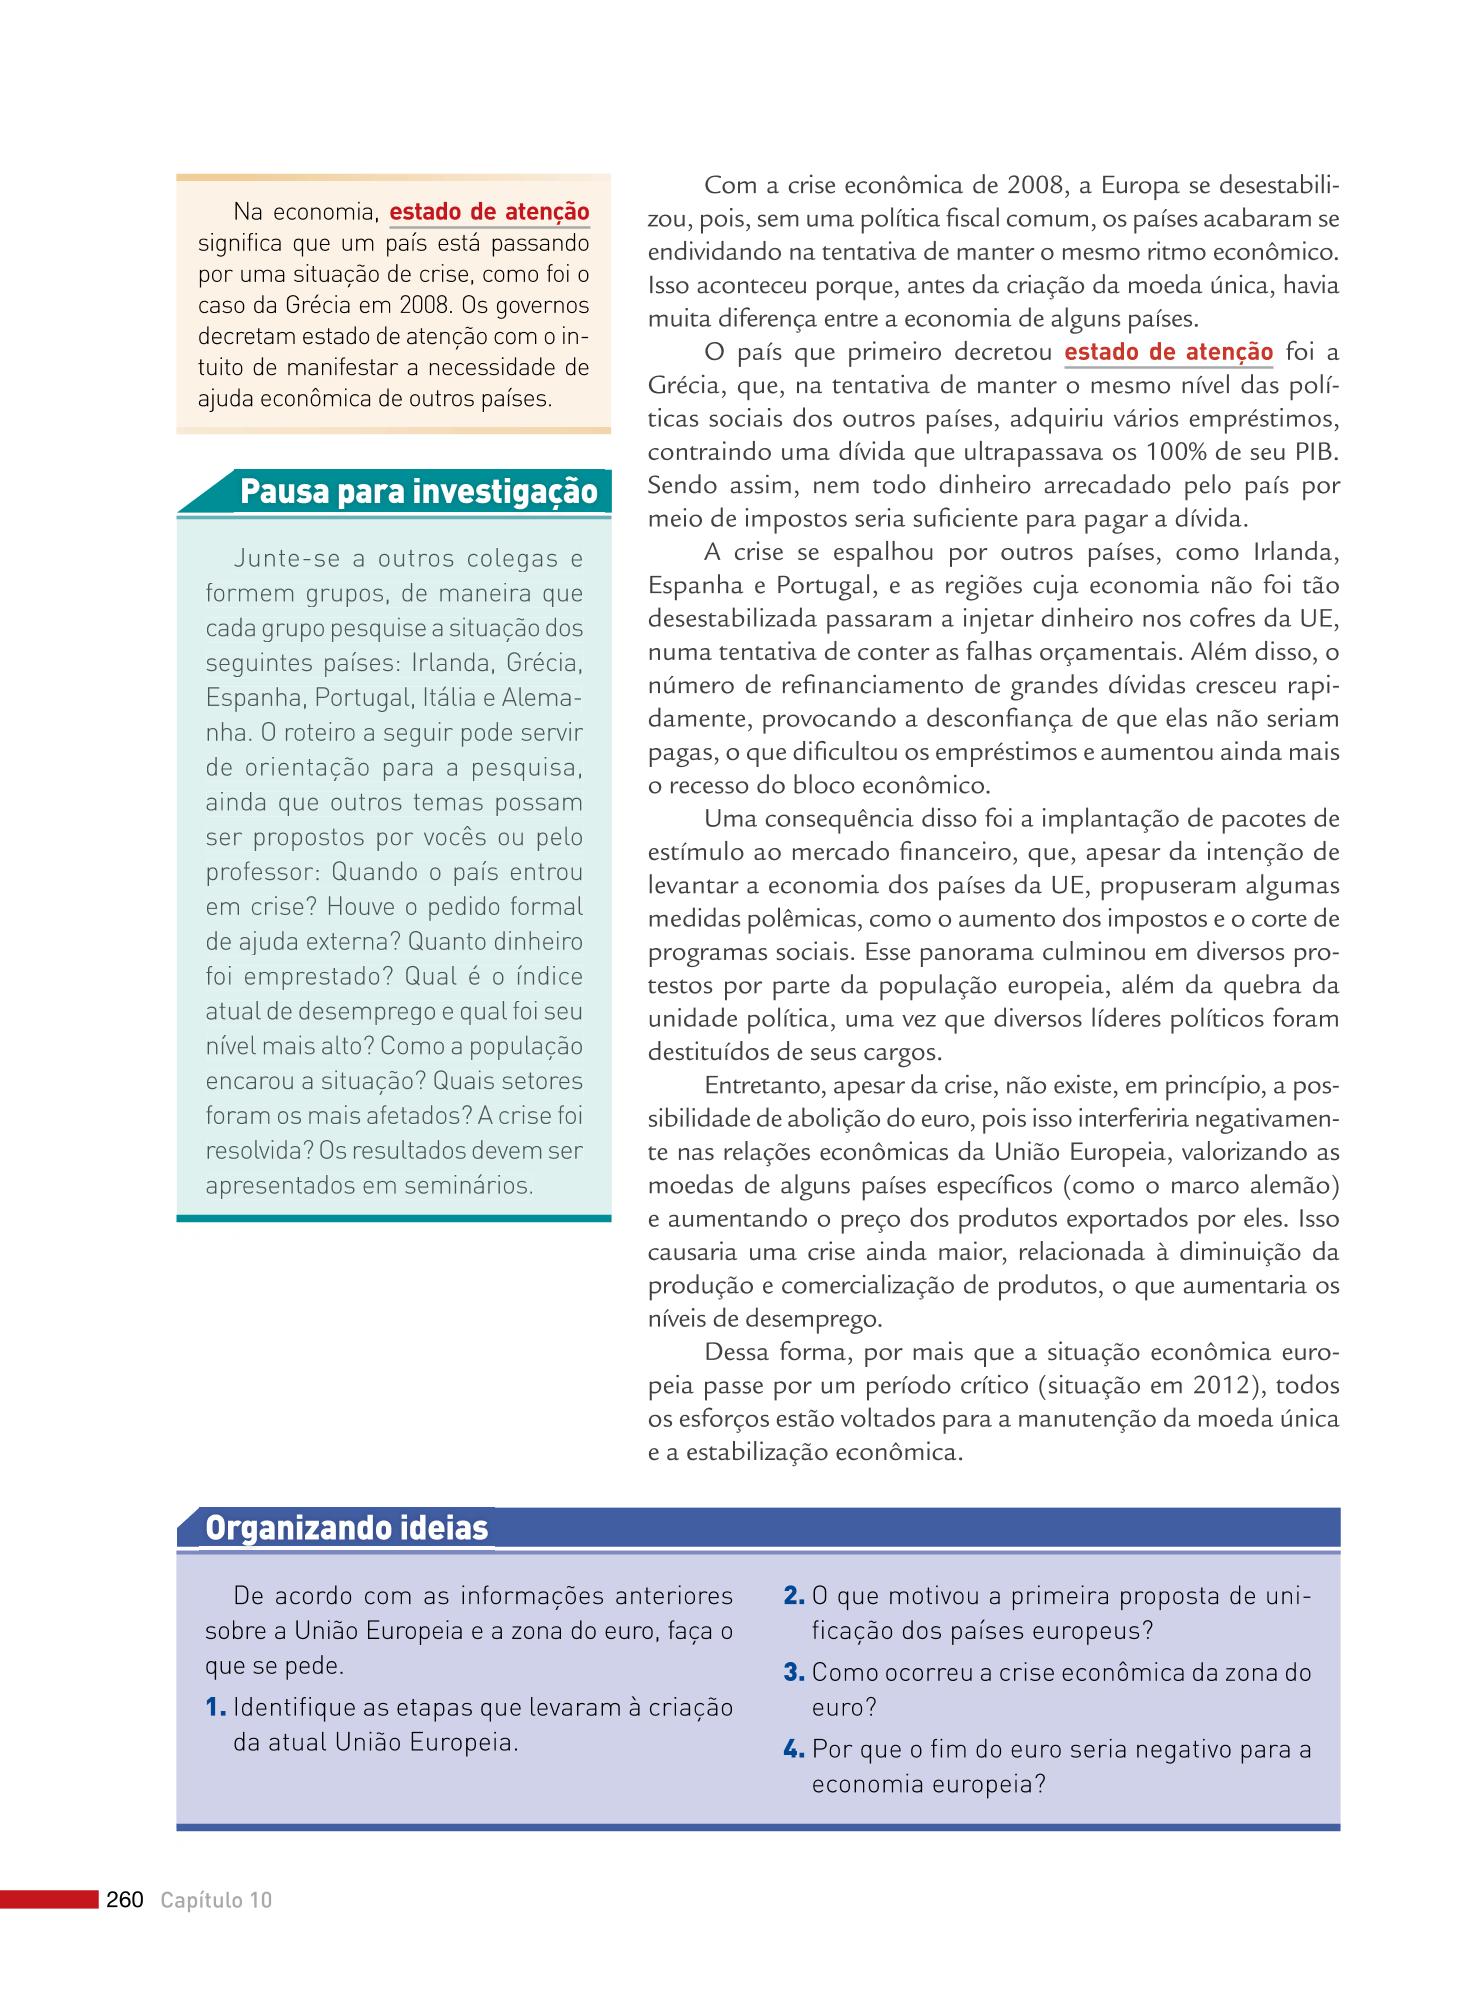 Na economia, estado de atenção
significa que um país está passando
por uma situação de crise, como foi o
caso da Grécia em 2008. Os governos
decretam estado de atenção com o in-
tuito de manifestar a necessidade de
ajuda econômica de outros países.
Pausa para investigação
Junte-se a outros colegas e
formem grupos, de maneira que
cada grupo pesquise a situação dos
seguintes países: Irlanda, Grécia,
Espanha, Portugal, Itália e Alema-
nha. O roteiro a seguir pode servir
de orientação para a pesquisa,
ainda que outros temas possam
ser propostos por vocês ou pelo
professor: Quando o país entrou
em crise? Houve o pedido formal
de ajuda externa? Quanto dinheiro
foi emprestado? Qual é o índice
atual de desemprego e qual foi seu
nível mais alto? Como a população
encarou a situação? Quais setores
foram os mais afetados? A crise foi
resolvida? Os resultados devem ser
apresentados em seminários.
Com a crise econômica de 2008, a Europa se desestabili-
zou, pois, sem uma política fiscal comum, os países acabaram se
endividando na tentativa de manter o mesmo ritmo econômico.
Isso aconteceu porque, antes da criação da moeda única, havia
muita diferença entre a economia de alguns países.
O país que primeiro decretou estado de atenção foi a
Grécia, que, na tentativa de manter o mesmo nível das polí-
ticas sociais dos outros países, adquiriu vários empréstimos,
contraindo uma dívida que ultrapassava os 100% de seu PIB.
Sendo assim, nem todo dinheiro arrecadado pelo país por
meio de impostos seria suficiente para pagar a dívida.
A crise se espalhou por outros países, como Irlanda,
Espanha e Portugal, e as regiões cuja economia não foi tão
desestabilizada passaram a injetar dinheiro nos cofres da UE,
numa tentativa de conter as falhas orçamentais. Além disso, o
número de refinanciamento de grandes dívidas cresceu rapi-
damente, provocando a desconfiança de que elas não seriam
pagas, o que dificultou os empréstimos e aumentou ainda mais
o recesso do bloco econômico.
Uma consequência disso foi a implantação de pacotes de
estímulo ao mercado financeiro, que, apesar da intenção de
levantar a economia dos países da UE, propuseram algumas
medidas polêmicas, como o aumento dos impostos e o corte de
programas sociais. Esse panorama culminou em diversos pro-
testos por parte da população europeia, além da quebra da
unidade política, uma vez que diversos líderes políticos foram
destituídos de seus cargos.
Entretanto, apesar da crise, não existe, em princípio, a pos-
sibilidade de abolição do euro, pois isso interferiria negativamen-
te nas relações econômicas da União Europeia, valorizando as
moedas de alguns países específicos (como o marco alemão)
e aumentando o preço dos produtos exportados por eles. Isso
causaria uma crise ainda maior, relacionada à diminuição da
produção e comercialização de produtos, o que aumentaria os
níveis de desemprego.
Dessa forma, por mais que a situação econômica euro-
peia passe por um período crítico (situação em 2012), todos
os esforços estão voltados para a manutenção da moeda única
e a estabilização econômica.
Organizando ideias
De acordo com as informações anteriores
sobre a União Europeia e a zona do euro, faça o
que se pede.
1. Identifique as etapas que levaram à criação
da atual União Europeia.
2. O que motivou a primeira proposta de uni-
ficação dos países europeus?
3. Como ocorreu a crise econômica da zona do
euro?
4. Por que o fim do euro seria negativo para a
economia europeia?
260 Capítulo 10